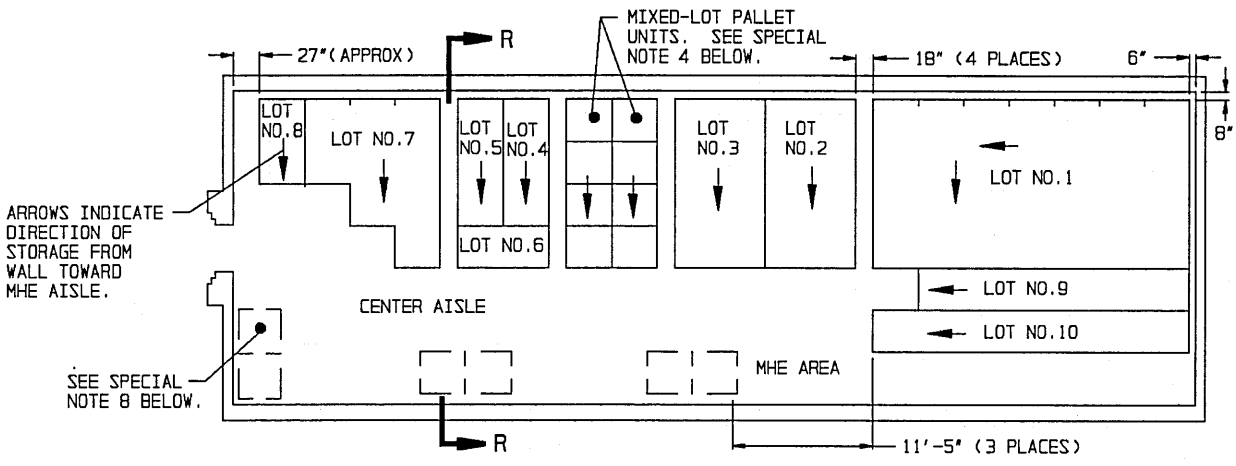 MIXED-LOT PALLET
UNITS. SEE SPECIAL
NOTE 4 BELOW.
R
27"(APPROX)
18" (4 PLACES)
6"
8"
LOT
NO.8
LOT NO.7
LOT
NO.5
LOT
NO.4
LOT NO.6
LOT
NO.3
LOT
NO.2
LOT NO.1
ARROWS INDICATE
DIRECTION OF
STORAGE FROM
WALL TOWARD
MHE AISLE.
LOT NO.9
CENTER AISLE
LOT NO.10
MHE AREA
SEE SPECIAL
NOTE 8 BELOW.
R
11'-5" (3 PLACES)